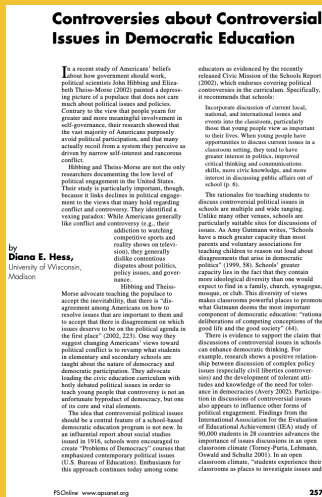 Controversies about Controversial
Issues in Democratic Education
by
Diana E. Hess,
University of Wisconsin,
Madison
In a recent study of Americans' beliefs
about how government should work,
political scientists John Hibbing and Eliza-
beth Theiss-Morse (2002) painted a depress-
ing picture of a populace that does not care
much about political issues and policies.
Contrary to the view that people yearn for
greater and more meaningful involvement in
self-governance, their research showed that
the vast majority of Americans purposely
avoid political participation, and that many
actually recoil from a system they perceive as
driven by narrow self-interest and rancorous
conflict.
Hibbing and Theiss-Morse are not the only
researchers documenting the low level of
political engagement in the United States.
Their study is particularly important, though,
because it links declines in political engage-
ment to the views that many hold regarding
conflict and controversy. They identified a
vexing paradox: While Americans generally
like conflict and controversy (e.g., their
addiction to watching
competitive sports and
reality shows on televi-
sion), they generally
dislike contentious
disputes about politics,
policy issues, and gover-
nance.
Hibbing and Theiss-
Morse advocate teaching the populace to
accept the inevitability, that there is "dis-
agreement among Americans on how to
resolve issues that are important to them and
to accept that there is disagreement on which
issues deserve to be on the political agenda in
the first place" (2002, 223). One way they
suggest changing Americans' views toward
political conflict is to revamp what students
in elementary and secondary schools are
taught about the nature of democracy and
democratic participation. They advocate
loading the civic education curriculum with
hotly debated political issues in order to
teach young people that controversy is not an
unfortunate byproduct of democracy, but one
of its core and vital elements.
The idea that controversial political issues
should be a central feature of a school-based
democratic education program is not new. In
an influential report about social studies
issued in 1916, schools were encouraged to
create "Problems of Democracy" courses that
emphasized contemporary political issues
(U.S. Bureau of Education). Enthusiasm for
this approach continues today among some
educators as evidenced by the recently
released Civic Mission of the Schools Report
(2002), which endorses covering political
controversies in the curriculum. Specifically,
it recommends that schools:
Incorporate discussion of current local,
national, and international issues and
events into the classroom, particularly
those that young people view as important
to their lives. When young people have
opportunities to discuss current issues in a
classroom setting, they tend to have
greater interest in politics, improved
critical thinking and communications
skills, more civic knowledge, and more
interest in discussing public affairs out of
school (p. 6).
The rationales for teaching students to
discuss controversial political issues in
schools are multiple and wide ranging.
Unlike many other venues, schools are
particularly suitable sites for discussions of
issues. As Amy Gutmann writes, "Schools
have a much greater capacity than most
parents and voluntary associations for
teaching children to reason out loud about
disagreements that arise in democratic
politics" (1999, 58). Schools' greater
capacity lies in the fact that they contain
more ideological diversity than one would
expect to find in a family, church, synagogue,
mosque, or club. This diversity of views
makes classrooms powerful places to promote
what Gutmann deems the most important
component of democratic education: "rational
deliberations of competing conceptions of the
good life and the good society" (44).
There is evidence to support the claim that
discussions of controversial issues in schools
can enhance democratic thinking. For
example, research shows a positive relation-
ship between discussion of complex policy
issues (especially civil liberties controver-
sies) and the development of tolerant atti-
tudes and knowledge of the need for toler-
ance in democracies (Avery 2002). Participa-
tion in discussions of controversial issues
also appears to influence other forms of
political engagement. Findings from the
International Association for the Evaluation
of Educational Achievement (IEA) study of
90,000 students in 28 countries advances the
importance of issues discussions in an open
classroom climate (Torney-Purta, Lehmann,
Oswald and Schulz 2001). In an open
classroom climate, "students experience their
classrooms as places to investigate issues and
PSOnline www.apsanet.org
257